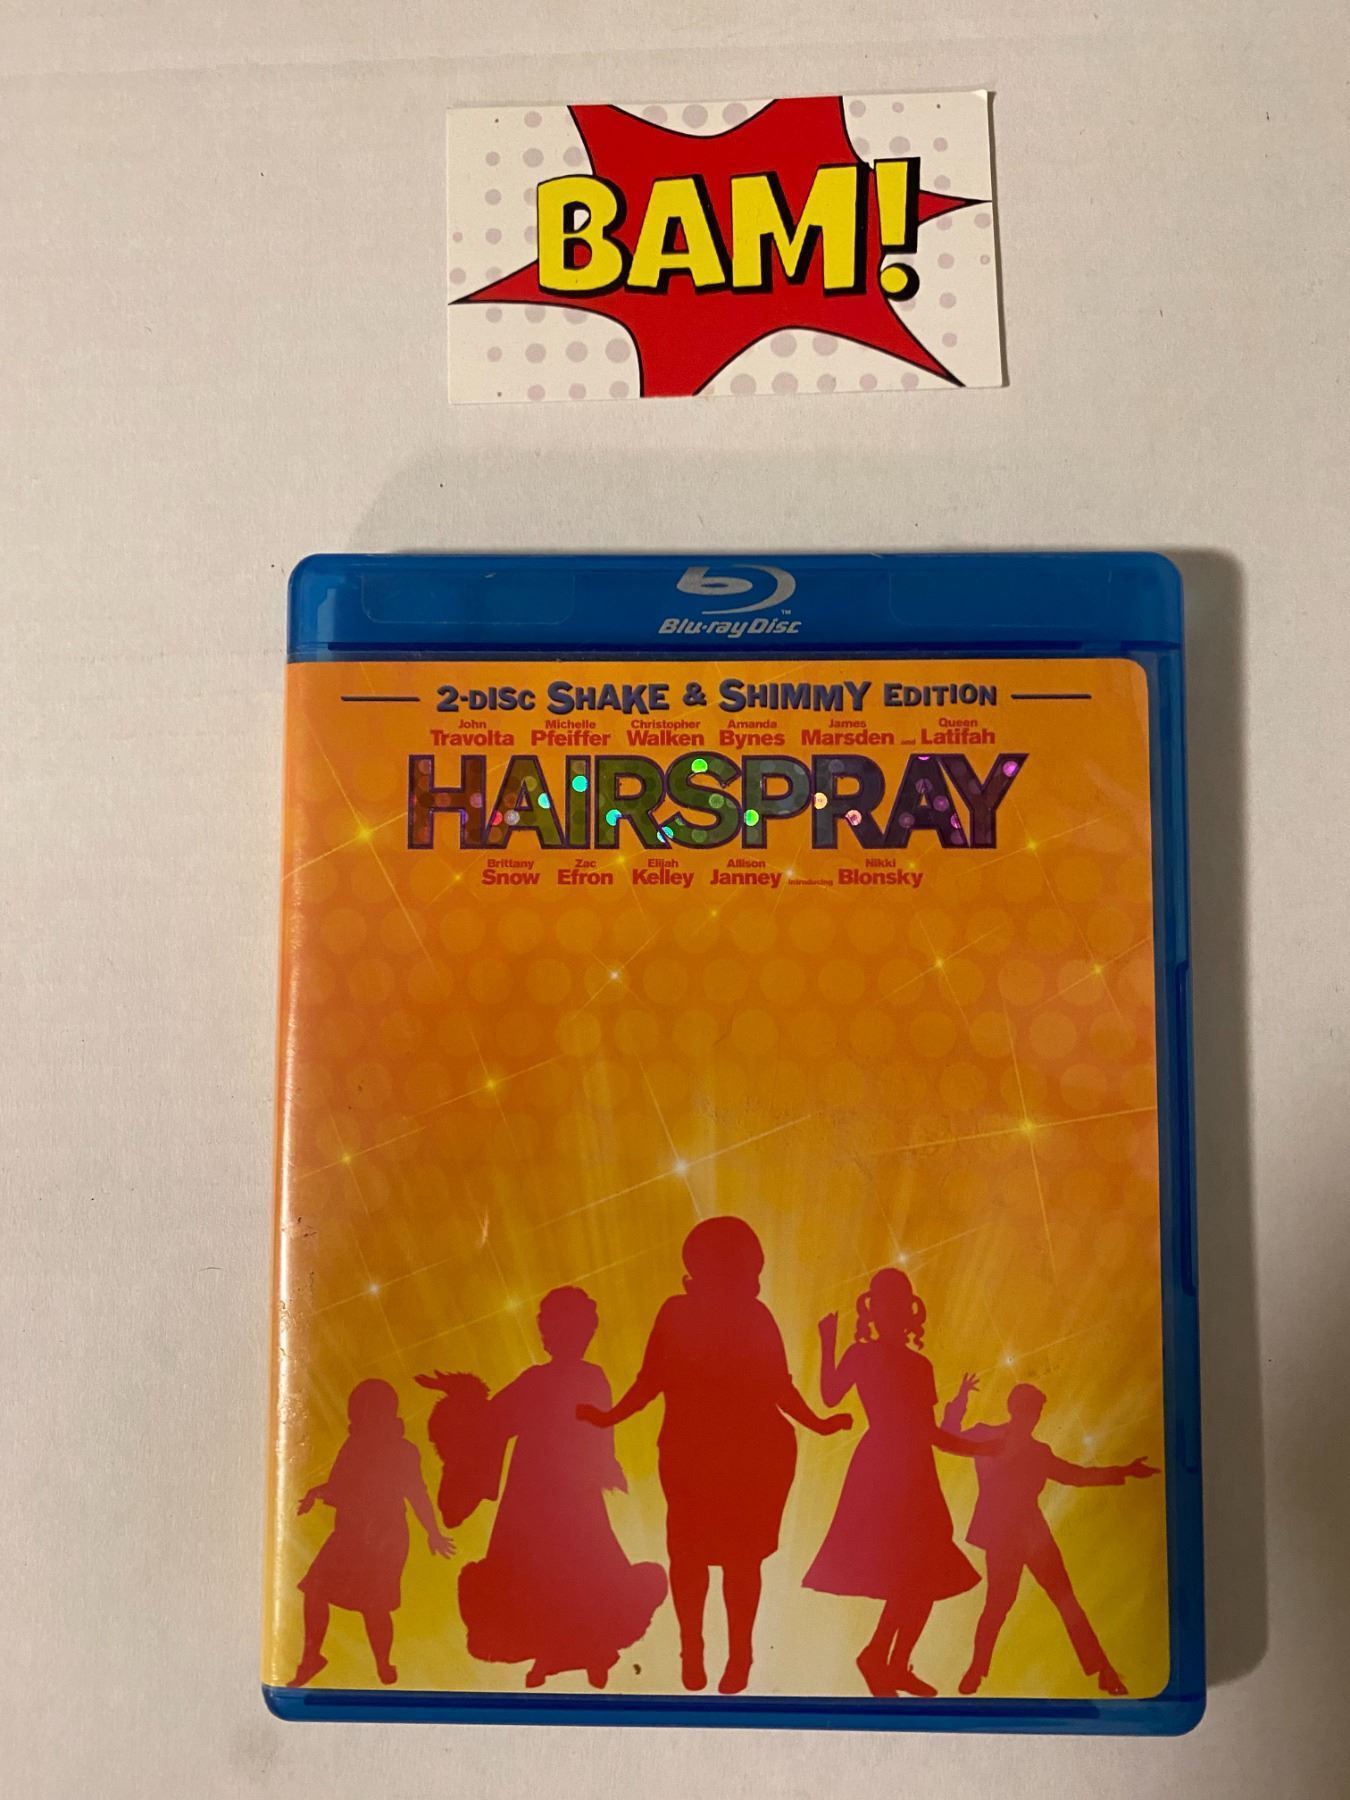 BAM!
Blu-ray Disc™
2-DISC SHAKE & SHIMMY EDITION
John Travolta Michelle Pfeiffer Christopher Walken Amanda Bynes James Marsden and Queen Latifah
HAIRSPRAY
Brittany Snow Zac Efron Elijah Kelley Allison Janney introducing Nikki Blonsky